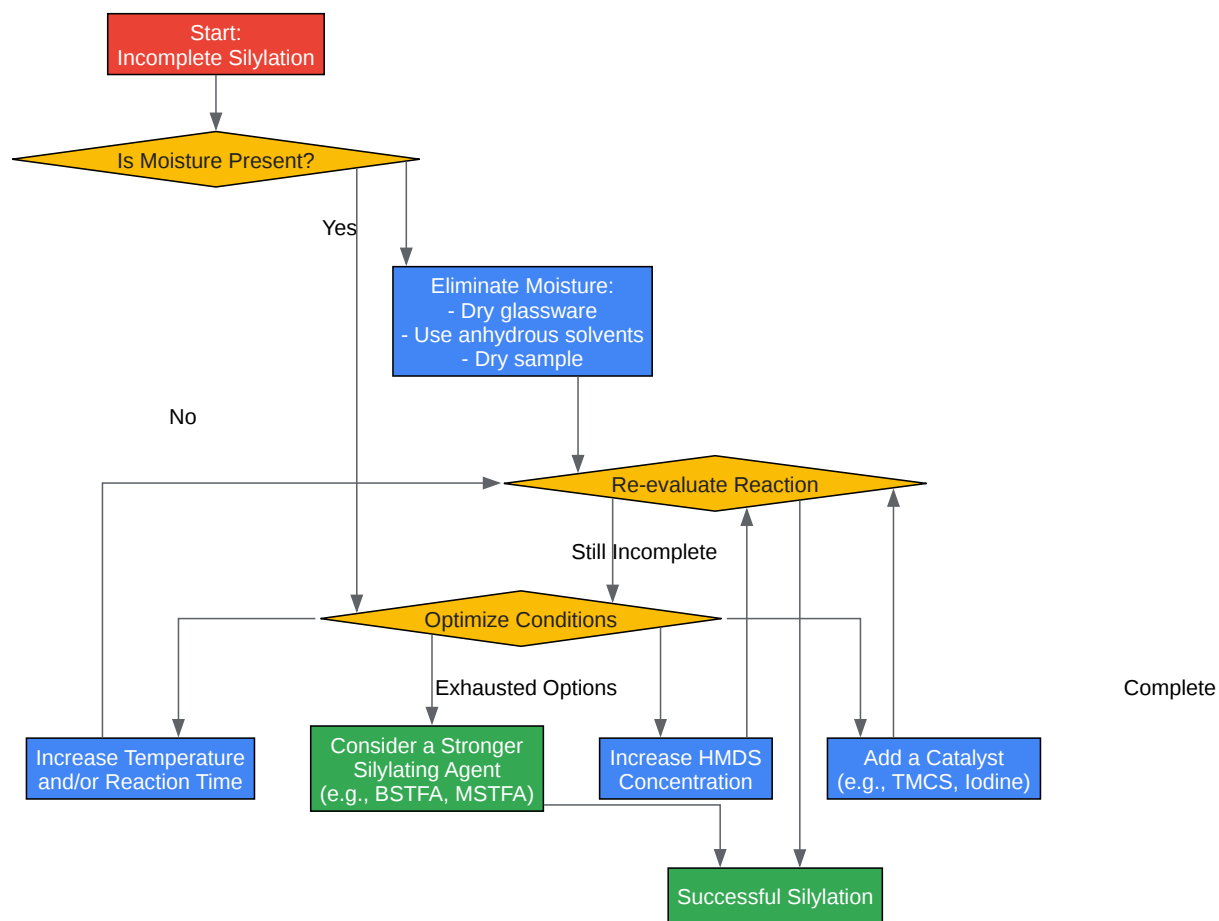 Start:
Incomplete Silylation
Is Moisture Present?
Yes
Eliminate Moisture:
- Dry glassware
- Use anhydrous solvents
- Dry sample
No
Re-evaluate Reaction
Still Incomplete
Optimize Conditions
Exhausted Options
Complete
Increase Temperature
and/or Reaction Time
Consider a Stronger
Silylating Agent
(e.g., BSTFA, MSTFA)
Increase HMDS
Concentration
Add a Catalyst
(e.g., TMCS, Iodine)
Successful Silylation